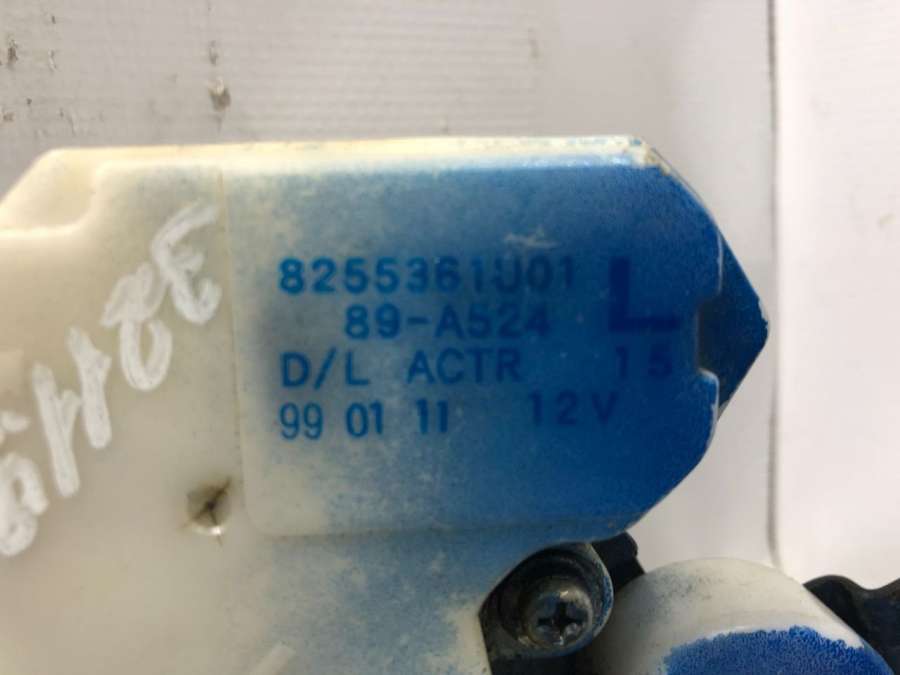 8255361U01
89-A524 L
D/L ACTR 15
99 01 11 12V